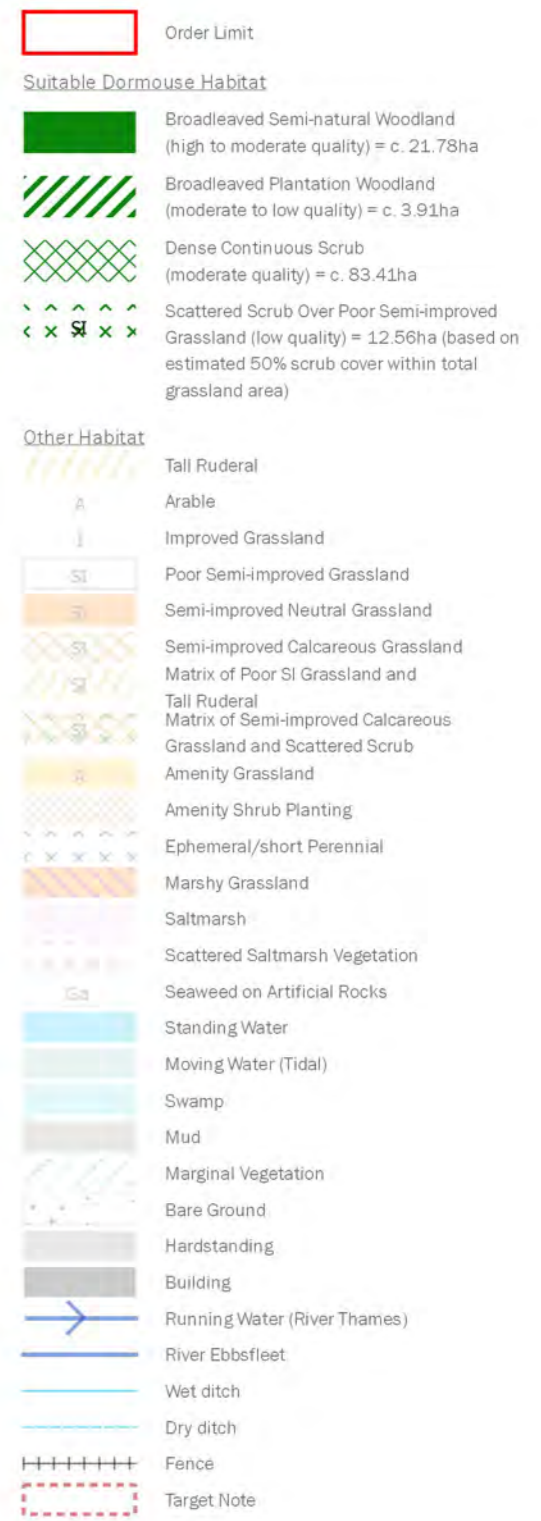 Order Limit
Suitable Dormouse Habitat
Broadleaved Semi-natural Woodland
(high to moderate quality) = c. 21.78ha
Broadleaved Plantation Woodland
(moderate to low quality) = c. 3.91ha
Dense Continuous Scrub
(moderate quality) = c. 83.41ha
SI
Scattered Scrub Over Poor Semi-improved
Grassland (low quality) = 12.56ha (based on
estimated 50% scrub cover within total
grassland area)
Other Habitat
Tall Ruderal
A Arable
I Improved Grassland
SI Poor Semi-improved Grassland
SI Semi-improved Neutral Grassland
SI Semi-improved Calcareous Grassland
SI Matrix of Poor SI Grassland and
Tall Ruderal
SI Matrix of Semi-improved Calcareous
Grassland and Scattered Scrub
Amenity Grassland
Amenity Shrub Planting
Ephemeral/short Perennial
Marshy Grassland
Saltmarsh
Scattered Saltmarsh Vegetation
Ga Seaweed on Artificial Rocks
Standing Water
Moving Water (Tidal)
Swamp
Mud
Marginal Vegetation
Bare Ground
Hardstanding
Building
Running Water (River Thames)
River Ebbsfleet
Wet ditch
Dry ditch
Fence
Target Note